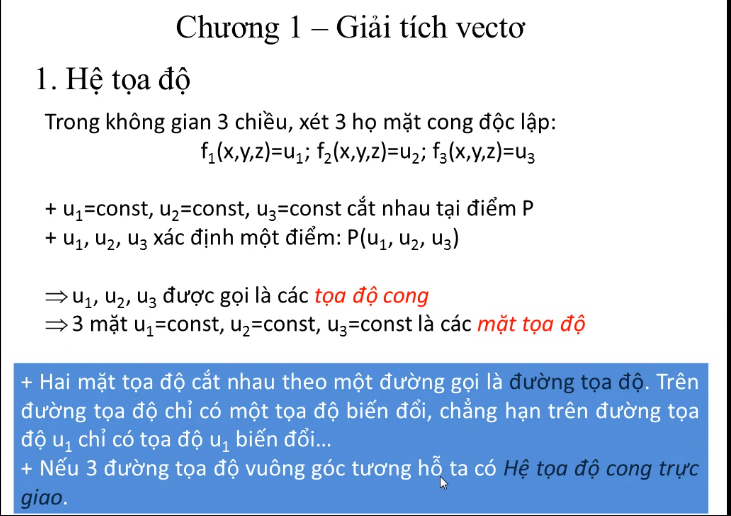 Chương 1 – Giải tích vectơ
1. Hệ tọa độ
Trong không gian 3 chiều, xét 3 họ mặt cong độc lập:
f₁(x,y,z)=u₁; f₂(x,y,z)=u₂; f₃(x,y,z)=u₃
+ u₁=const, u₂=const, u₃=const cắt nhau tại điểm P
+ u₁, u₂, u₃ xác định một điểm: P(u₁, u₂, u₃)
⇒ u₁, u₂, u₃ được gọi là các tọa độ cong
⇒ 3 mặt u₁=const, u₂=const, u₃=const là các mặt tọa độ
+ Hai mặt tọa độ cắt nhau theo một đường gọi là đường tọa độ. Trên
đường tọa độ chỉ có một tọa độ biến đổi, chẳng hạn trên đường tọa
độ u₁ chỉ có tọa độ u₁ biến đổi...
+ Nếu 3 đường tọa độ vuông góc tương hỗ ta có Hệ tọa độ cong trực
giao.